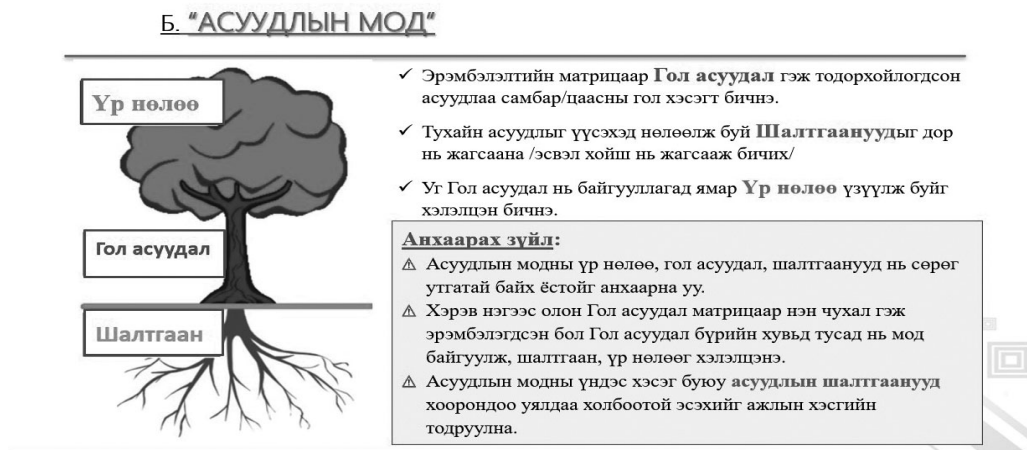 Б. “АСУУДЛЫН МОД“
Үр нөлөө
Гол асуудал
Шалтгаан
✓ Эрэмбэлэлтийн матрицаар Гол асуудал гэж тодорхойлогдсон
асуудлаа самбар/цаасны гол хэсэгт бичнэ.
✓ Тухайн асуудлыг үүсэхэд нөлөөлж буй Шалтгаануудыг дор
нь жагсаана /эсвэл хойш нь жагсааж бичих/
✓ Уг Гол асуудал нь байгууллагад ямар Үр нөлөө үзүүлж буйг
хэлэлцэн бичнэ.
Анхаарах зүйл:
⚠ Асуудлын модны үр нөлөө, гол асуудал, шалтгаанууд нь сөрөг
утгатай байх ёстойг анхаарна уу.
⚠ Хэрэв нэгээс олон Гол асуудал матрицаар нэн чухал гэж
эрэмбэлэгдсэн бол Гол асуудал бүрийн хувьд тусад нь мод
байгуулж, шалтгаан, үр нөлөөг хэлэлцэнэ.
⚠ Асуудлын модны үндэс хэсэг буюу асуудлын шалтгаанууд
хоорондоо уялдаа холбоотой эсэхийг ажлын хэсгийн
тодруулна.